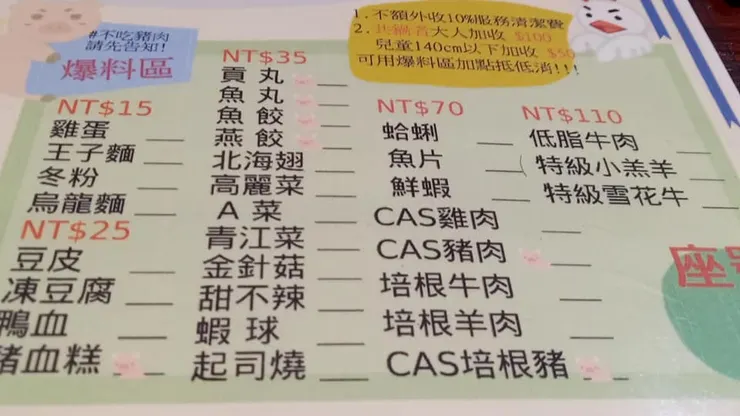 #不吃豬肉
請先告知!
爆料區
1. 不額外收10%服務清潔費
2. 共鍋者大人加收 $100
兒童140cm以下加收 $50
可用爆料區加點抵低消!!!
NT$15
雞蛋
王子麵
冬粉
烏龍麵
NT$25
豆皮
凍豆腐
鴨血
豬血糕
NT$35
貢丸
魚丸
魚餃
燕餃
北海翅
高麗菜
A菜
青江菜
金針菇
甜不辣
蝦球
起司燒
NT$70
蛤蜊
魚片
鮮蝦
CAS雞肉
CAS豬肉
培根牛肉
培根羊肉
CAS培根豬
NT$110
低脂牛肉
特級小羔羊
特級雪花牛
座